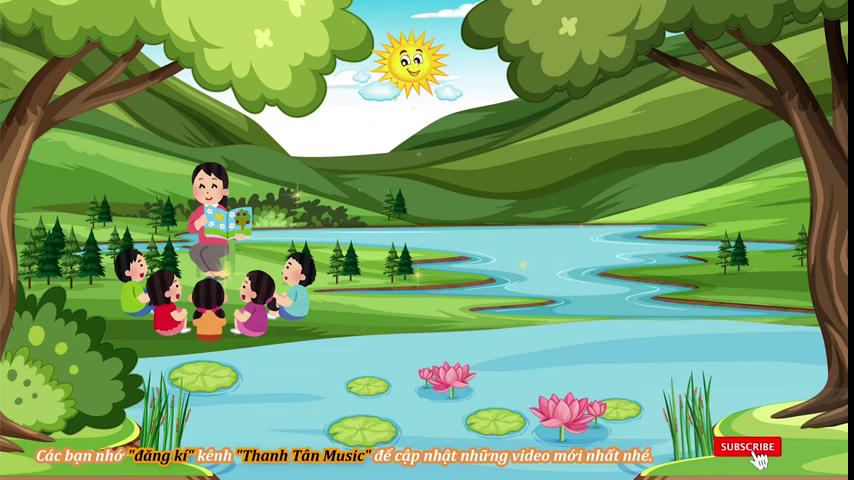 Các bạn nhớ "đăng kí" kênh "Thanh Tân Music" để cập nhật những video mới nhất nhé.
SUBSCRIBE